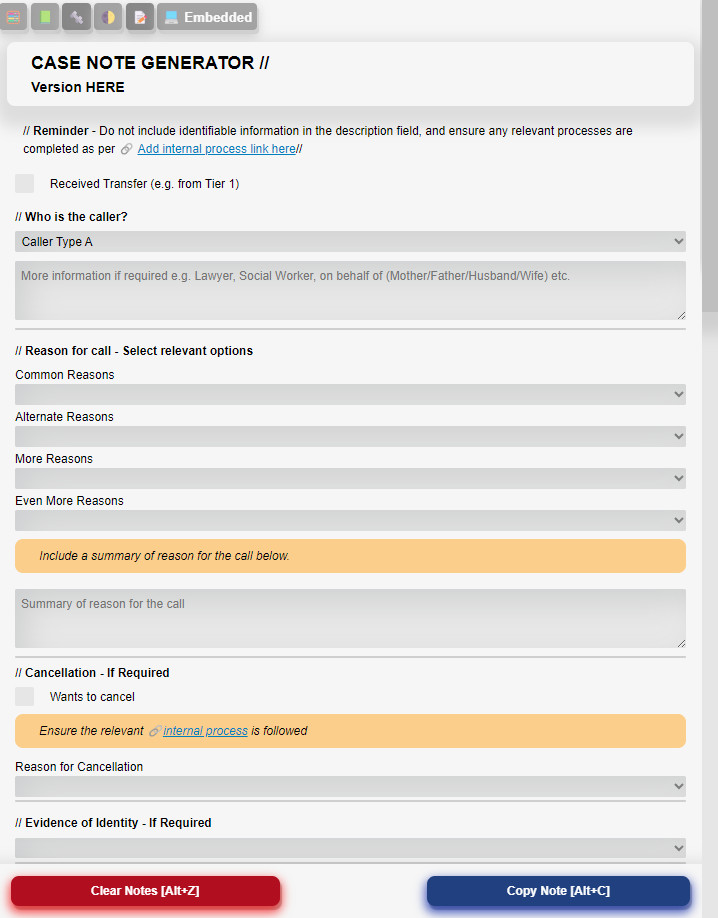 Embedded
CASE NOTE GENERATOR //
Version HERE
// Reminder - Do not include identifiable information in the description field, and ensure any relevant processes are
completed as per Add internal process link here//
Received Transfer (e.g. from Tier 1)
// Who is the caller?
Caller Type A
More information if required e.g. Lawyer, Social Worker, on behalf of (Mother/Father/Husband/Wife) etc.
// Reason for call - Select relevant options
Common Reasons
Alternate Reasons
More Reasons
Even More Reasons
Include a summary of reason for the call below.
Summary of reason for the call
// Cancellation - If Required
Wants to cancel
Ensure the relevant internal process is followed
Reason for Cancellation
// Evidence of Identity - If Required
Clear Notes [Alt+Z]
Copy Note [Alt+C]